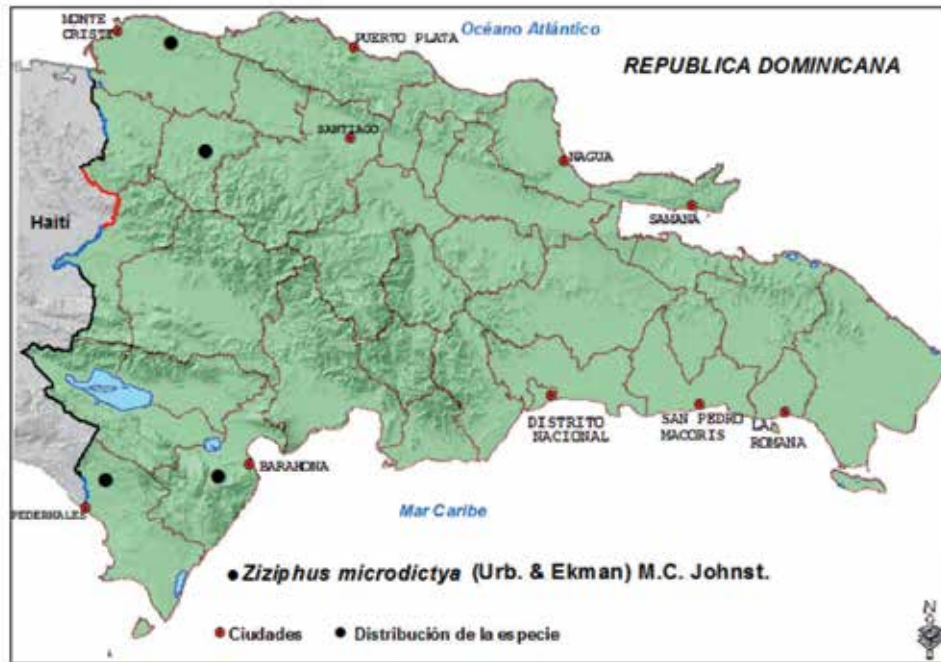 MONTE
CRISTI
PUERTO PLATA
Océano Atlántico
REPUBLICA DOMINICANA
SANTIAGO
NAGUA
SAMANA
Haití
DISTRITO
NACIONAL
SAN PEDRO
MACORIS
LA
ROMANA
BARAHONA
PEDERNALES
Mar Caribe
Ziziphus microdictya (Urb. & Ekman) M.C. Johnst.
Ciudades
Distribución de la especie
N